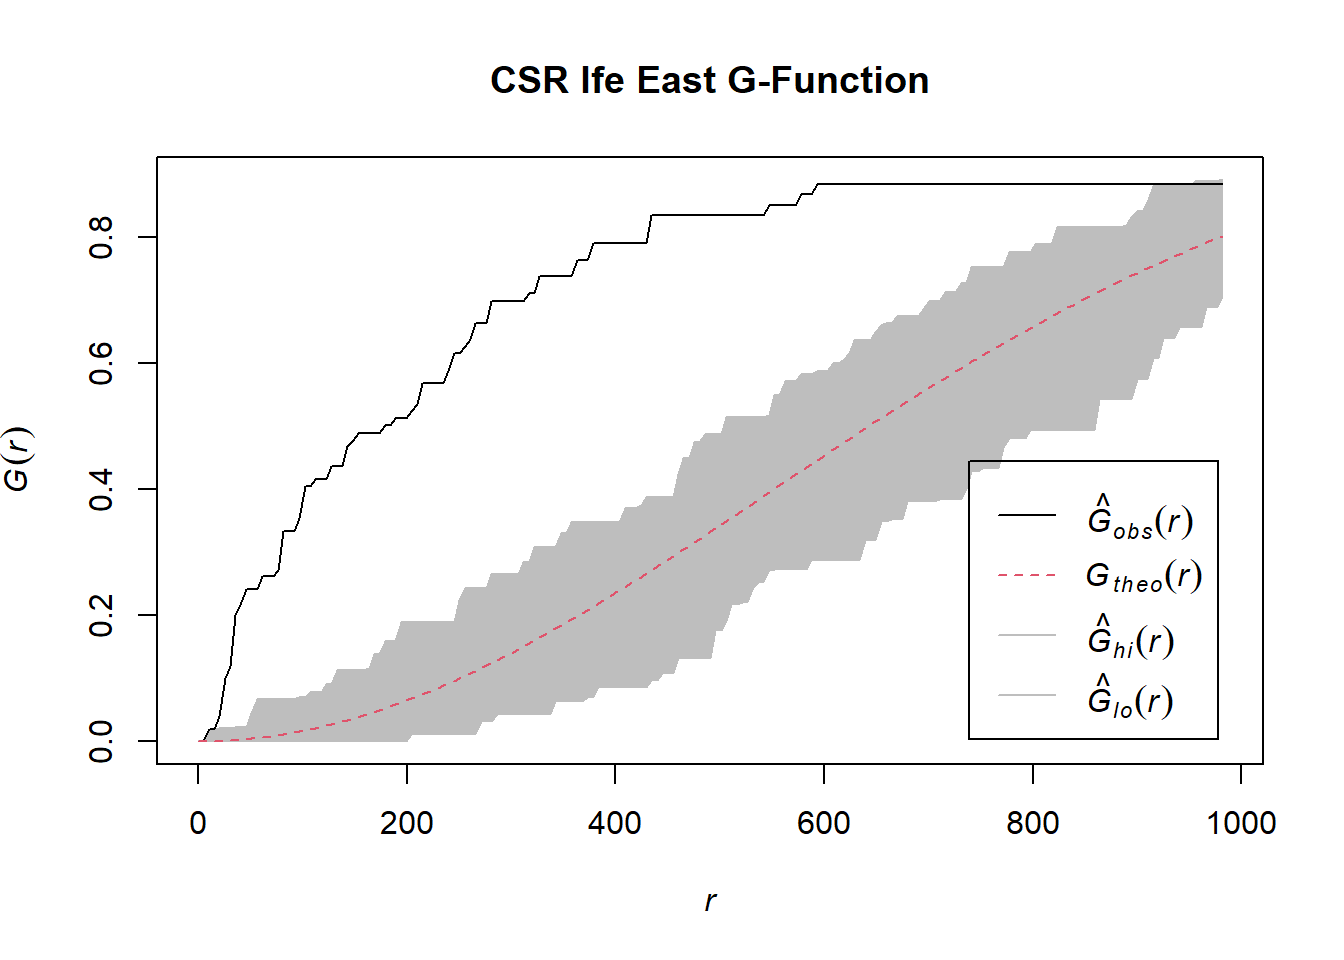 CSR Ife East G-Function
G(r)
0.8
0.6
0.4
0.2
0.0
Ĝobs(r)
Gtheo(r)
Ĝhi(r)
Ĝlo(r)
0 200 400 600 800 1000
r